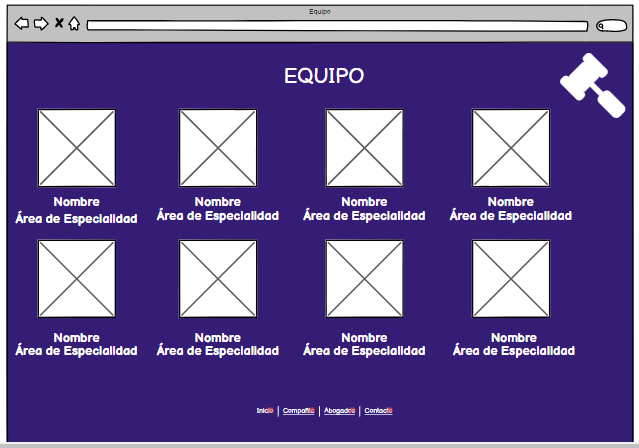 Equipo
EQUIPO
Nombre Nombre Nombre Nombre
Área de Especialidad Área de Especialidad Área de Especialidad Área de Especialidad
Nombre Nombre Nombre Nombre
Área de Especialidad Área de Especialidad Área de Especialidad Área de Especialidad
Inicio | Compañía | Abogados | Contacto